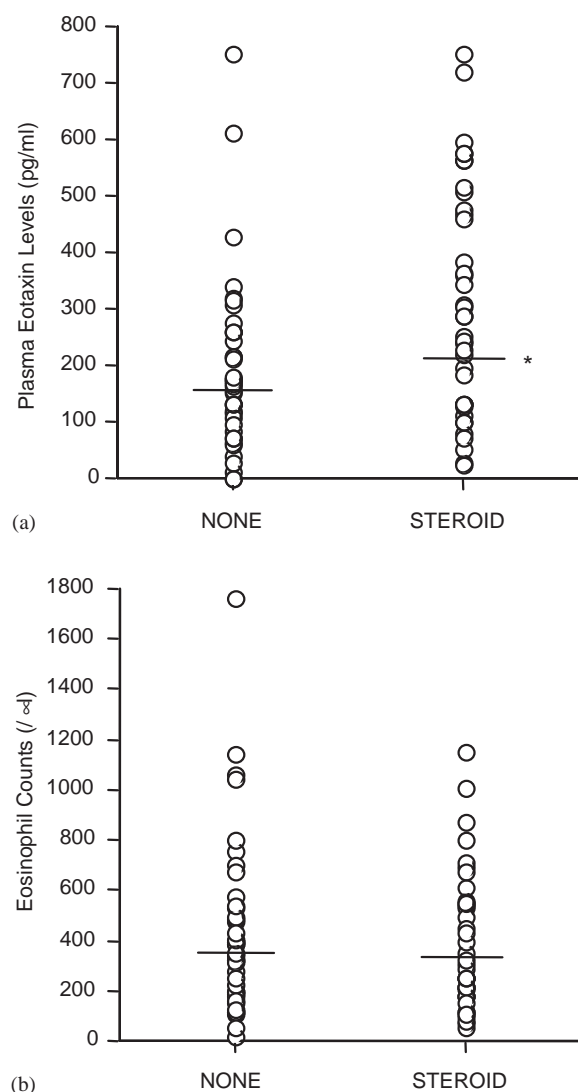 800
700
600
500
400
300
200
100
0
Plasma Eotaxin Levels (pg/ml)
*
(a)
NONE
STEROID
1800
1600
1400
1200
1000
800
600
400
200
0
Eosinophil Counts (/ ∝l)
(b)
NONE
STEROID